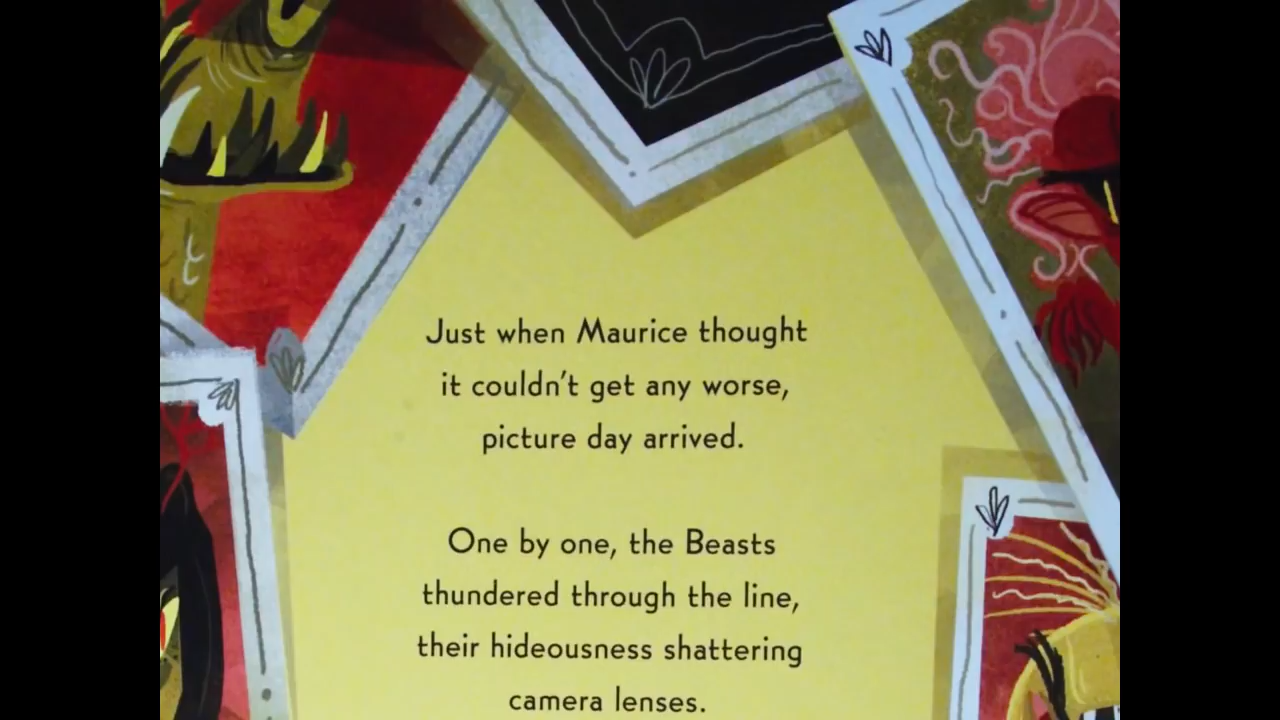 Just when Maurice thought
it couldn't get any worse,
picture day arrived.
One by one, the Beasts
thundered through the line,
their hideousness shattering
camera lenses.